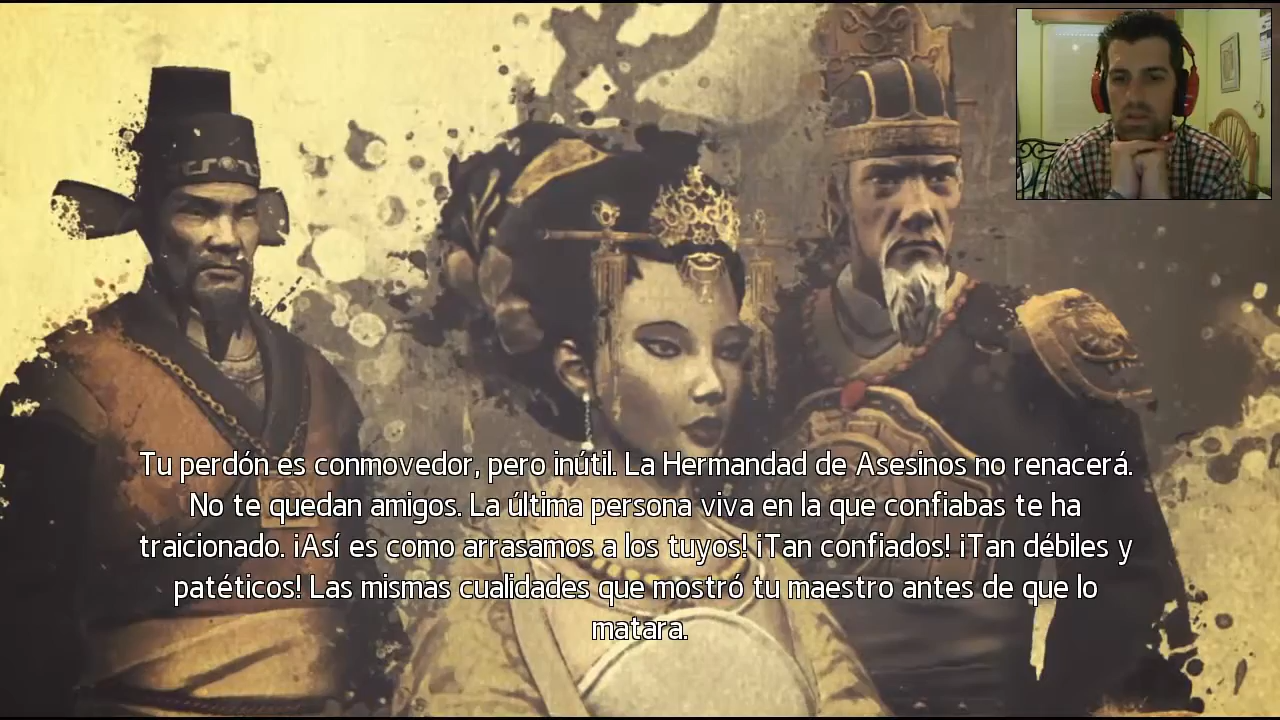 Tu perdón es conmovedor, pero inútil. La Hermandad de Asesinos no renacerá.
No te quedan amigos. La última persona viva en la que confiabas te ha
traicionado. ¡Así es como arrasamos a los tuyos! ¡Tan confiados! ¡Tan débiles y
patéticos! Las mismas cualidades que mostró tu maestro antes de que lo
matara.